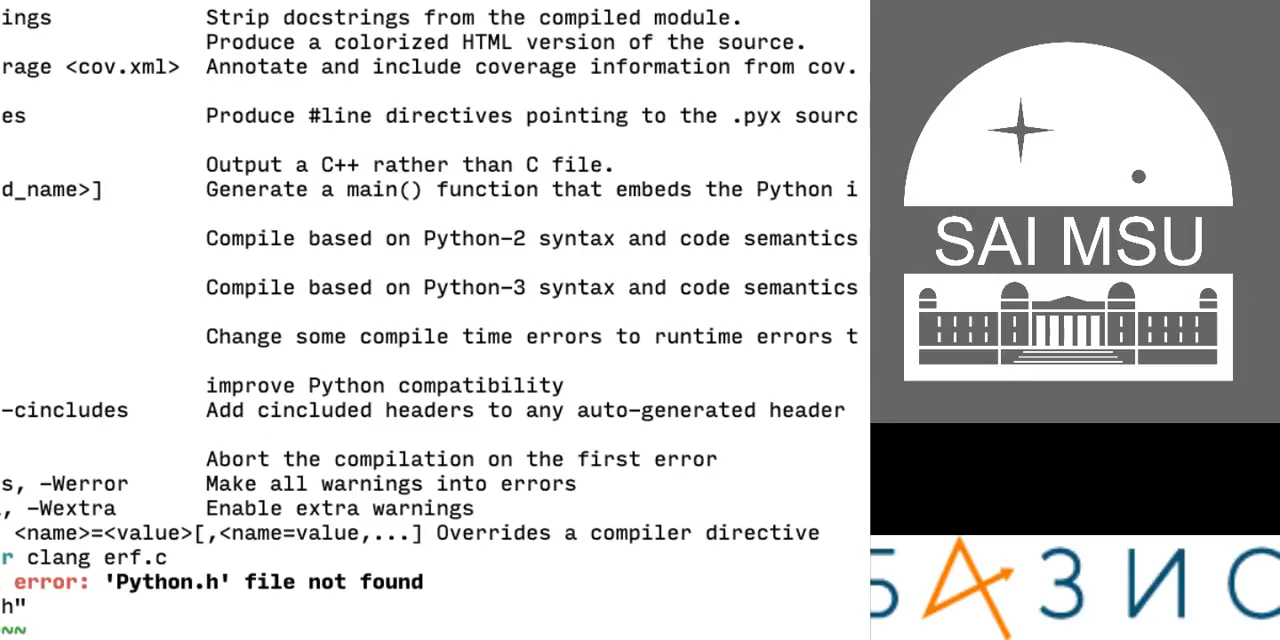 ings Strip docstrings from the compiled module.
Produce a colorized HTML version of the source.
rage <cov.xml> Annotate and include coverage information from cov.
es Produce #line directives pointing to the .pyx sourc
Output a C++ rather than C file.
d_name>] Generate a main() function that embeds the Python i
Compile based on Python-2 syntax and code semantics
Compile based on Python-3 syntax and code semantics
Change some compile time errors to runtime errors t
improve Python compatibility
-cincludes Add cincluded headers to any auto-generated header
Abort the compilation on the first error
s, -Werror Make all warnings into errors
, -Wextra Enable extra warnings
<name>=<value>[,<name=value,...] Overrides a compiler directive
r clang erf.c
error: 'Python.h' file not found
h"
~~
SAI MSU
БАЗИС